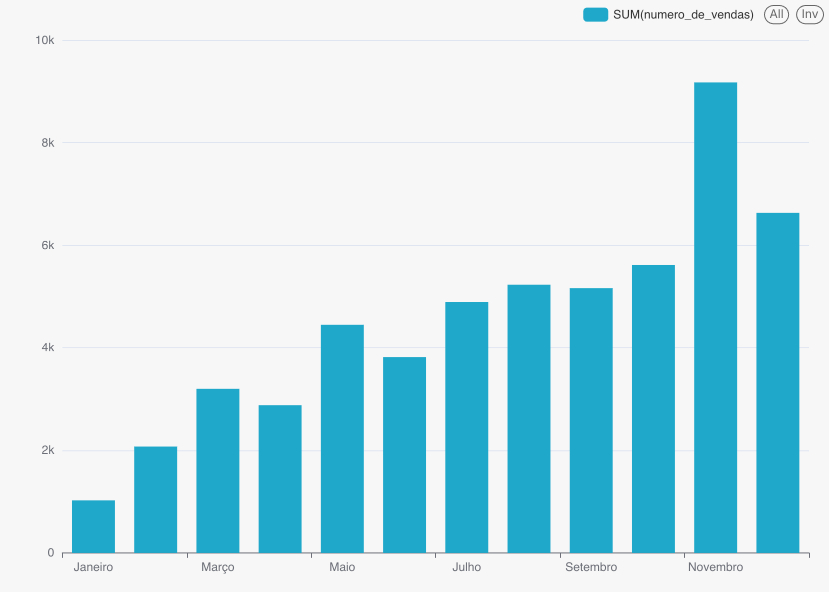 SUM(numero_de_vendas) All Inv
10k
8k
6k
4k
2k
0
Janeiro Março Maio Julho Setembro Novembro